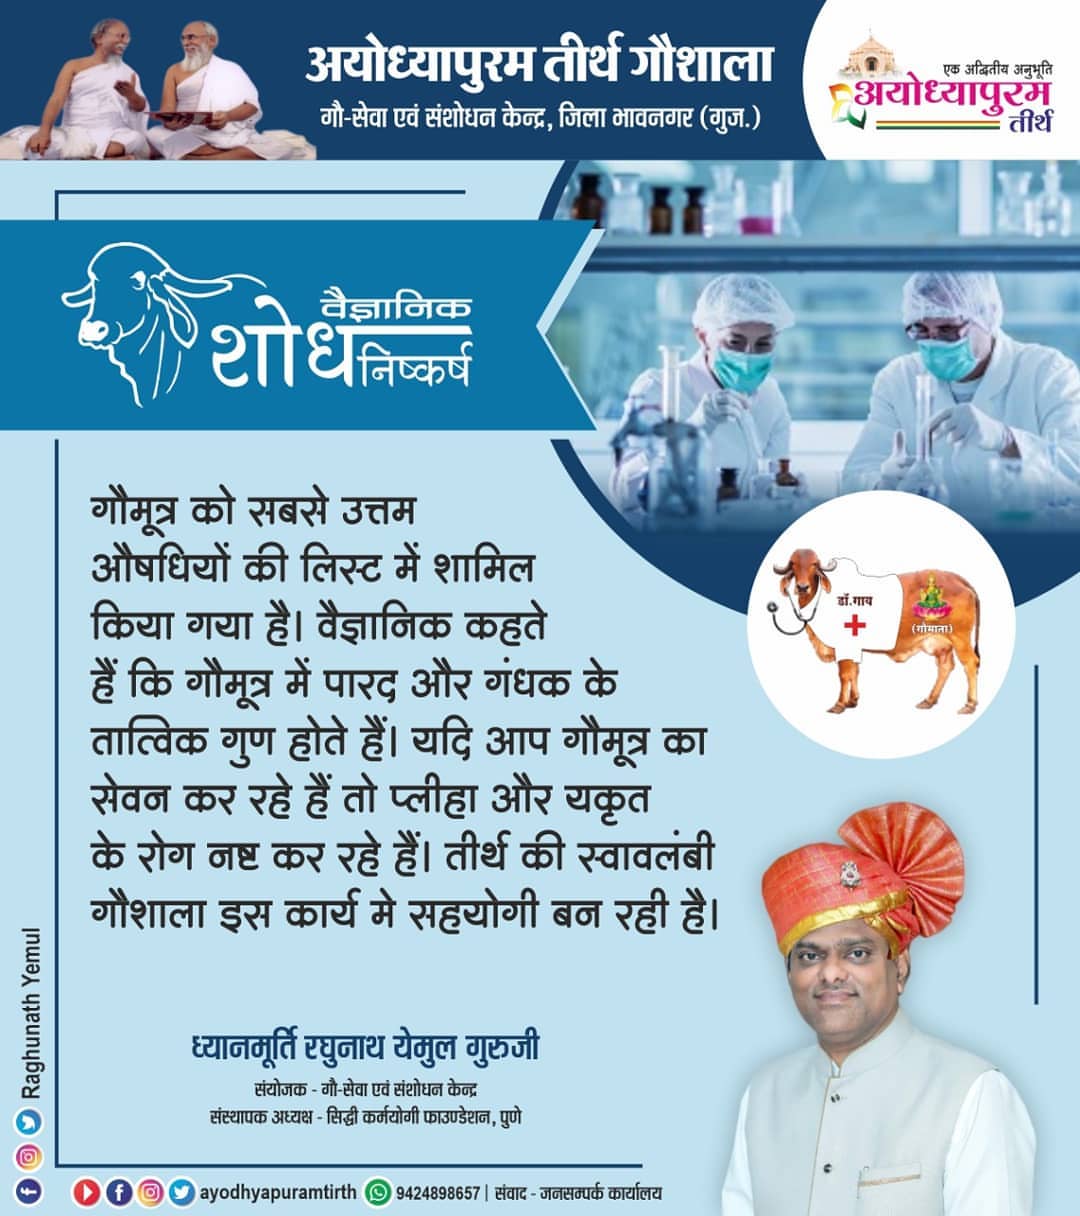 अयोध्यापुरम तीर्थ गौशाला
गौ-सेवा एवं संशोधन केन्द्र, जिला भावनगर (गुज.)
एक अद्वितीय अनुभूति
अयोध्यापुरम
तीर्थ
वैज्ञानिक
शोध
निष्कर्ष
गौमूत्र को सबसे उत्तम
औषधियों की लिस्ट में शामिल
किया गया है। वैज्ञानिक कहते
हैं कि गौमूत्र में पारद और गंधक के
तात्विक गुण होते हैं। यदि आप गौमूत्र का
सेवन कर रहे हैं तो प्लीहा और यकृत
के रोग नष्ट कर रहे हैं। तीर्थ की स्वावलंबी
गौशाला इस कार्य मे सहयोगी बन रही है।
डॉ.गाय
(गौमाता)
ध्यानमूर्ति रघुनाथ येमुल गुरुजी
संयोजक - गौ-सेवा एवं संशोधन केन्द्र
संस्थापक अध्यक्ष - सिद्धी कर्मयोगी फाउण्डेशन, पुणे
Raghunath Yemul
ayodhyapuramtirth 9424898657 | संवाद - जनसम्पर्क कार्यालय